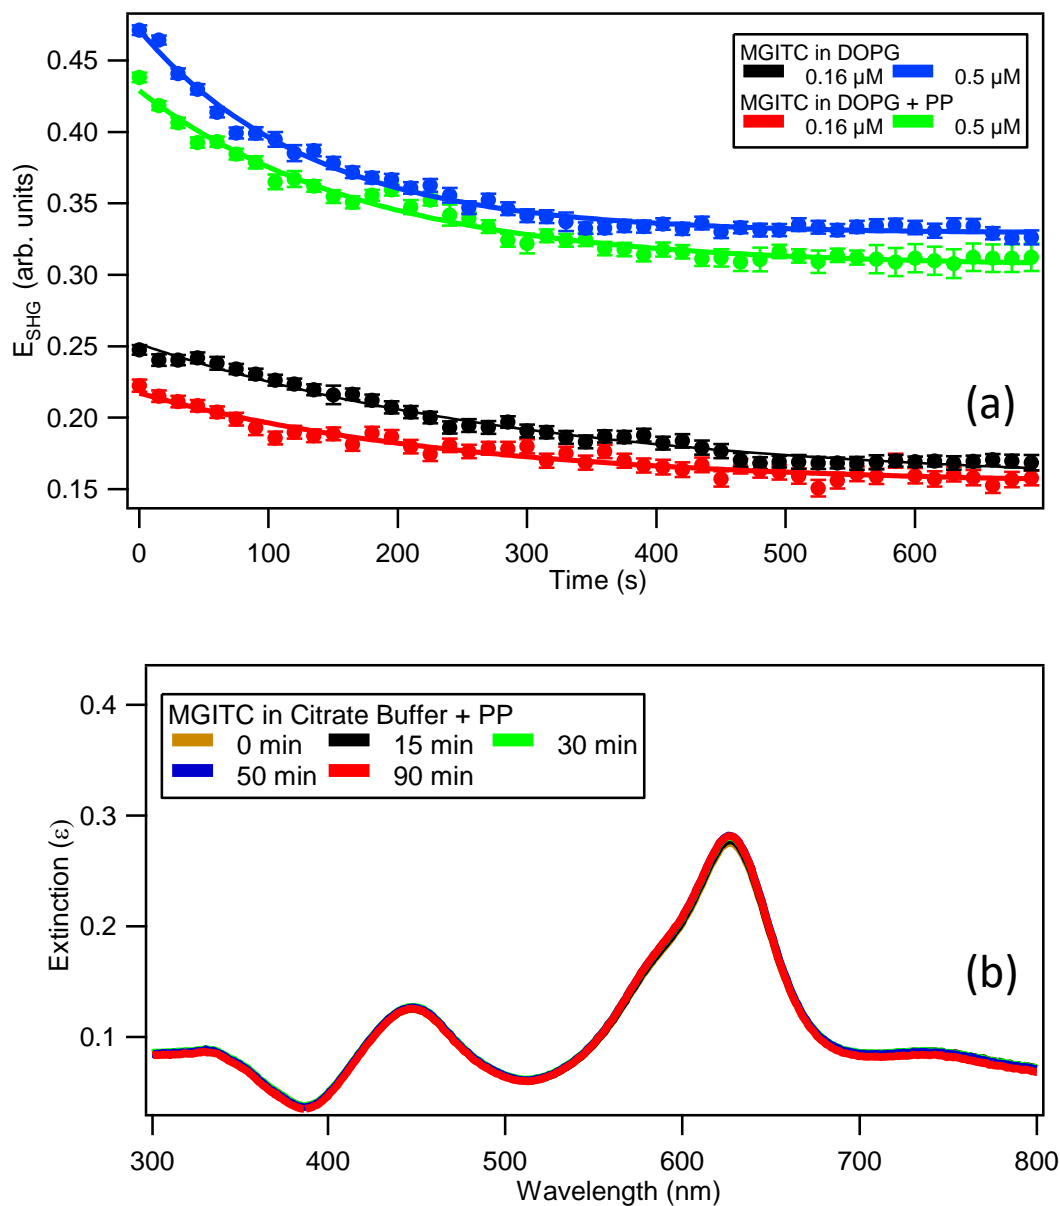 0.45
0.40
0.35
0.30
0.25
0.20
0.15
E_SHG (arb. units)
MGITC in DOPG
0.16 µM 0.5 µM
MGITC in DOPG + PP
0.16 µM 0.5 µM
(a)
0 100 200 300 400 500 600
Time (s)
0.4
0.3
0.2
0.1
Extinction (ε)
MGITC in Citrate Buffer + PP
0 min 15 min 30 min
50 min 90 min
(b)
300 400 500 600 700 800
Wavelength (nm)